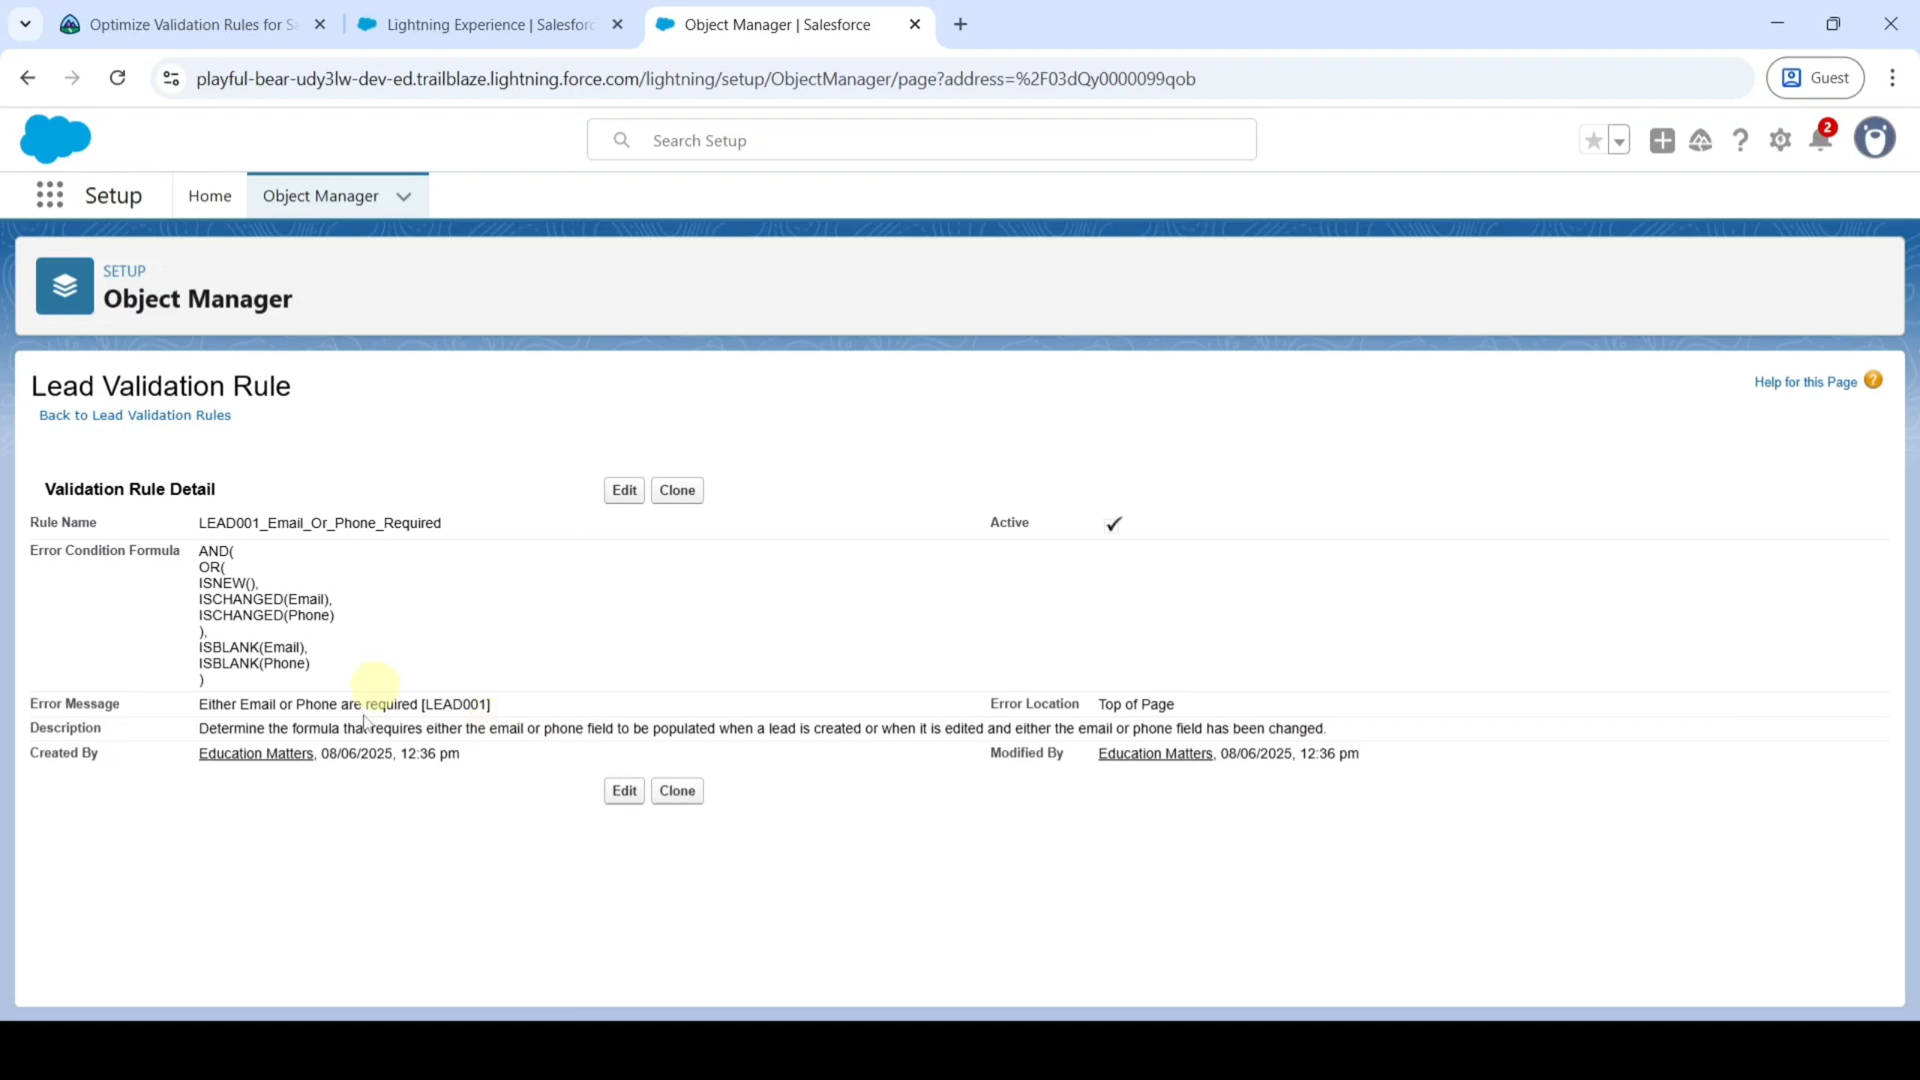 Optimize Validation Rules for Sa
Lightning Experience | Salesforc
Object Manager | Salesforce
playful-bear-udy3lw-dev-ed.trailblaze.lightning.force.com/lightning/setup/ObjectManager/page?address=%2F03dQy0000099qob
Guest
Search Setup
2
Setup
Home
Object Manager
SETUP
Object Manager
Lead Validation Rule
Help for this Page
Back to Lead Validation Rules
Validation Rule Detail
Edit
Clone
Rule Name
LEAD001_Email_Or_Phone_Required
Active
Error Condition Formula
AND(
OR(
ISNEW(),
ISCHANGED(Email),
ISCHANGED(Phone)
),
ISBLANK(Email),
ISBLANK(Phone)
)
Error Message
Either Email or Phone are required [LEAD001]
Error Location
Top of Page
Description
Determine the formula that requires either the email or phone field to be populated when a lead is created or when it is edited and either the email or phone field has been changed.
Created By
Education Matters, 08/06/2025, 12:36 pm
Modified By
Education Matters, 08/06/2025, 12:36 pm
Edit
Clone